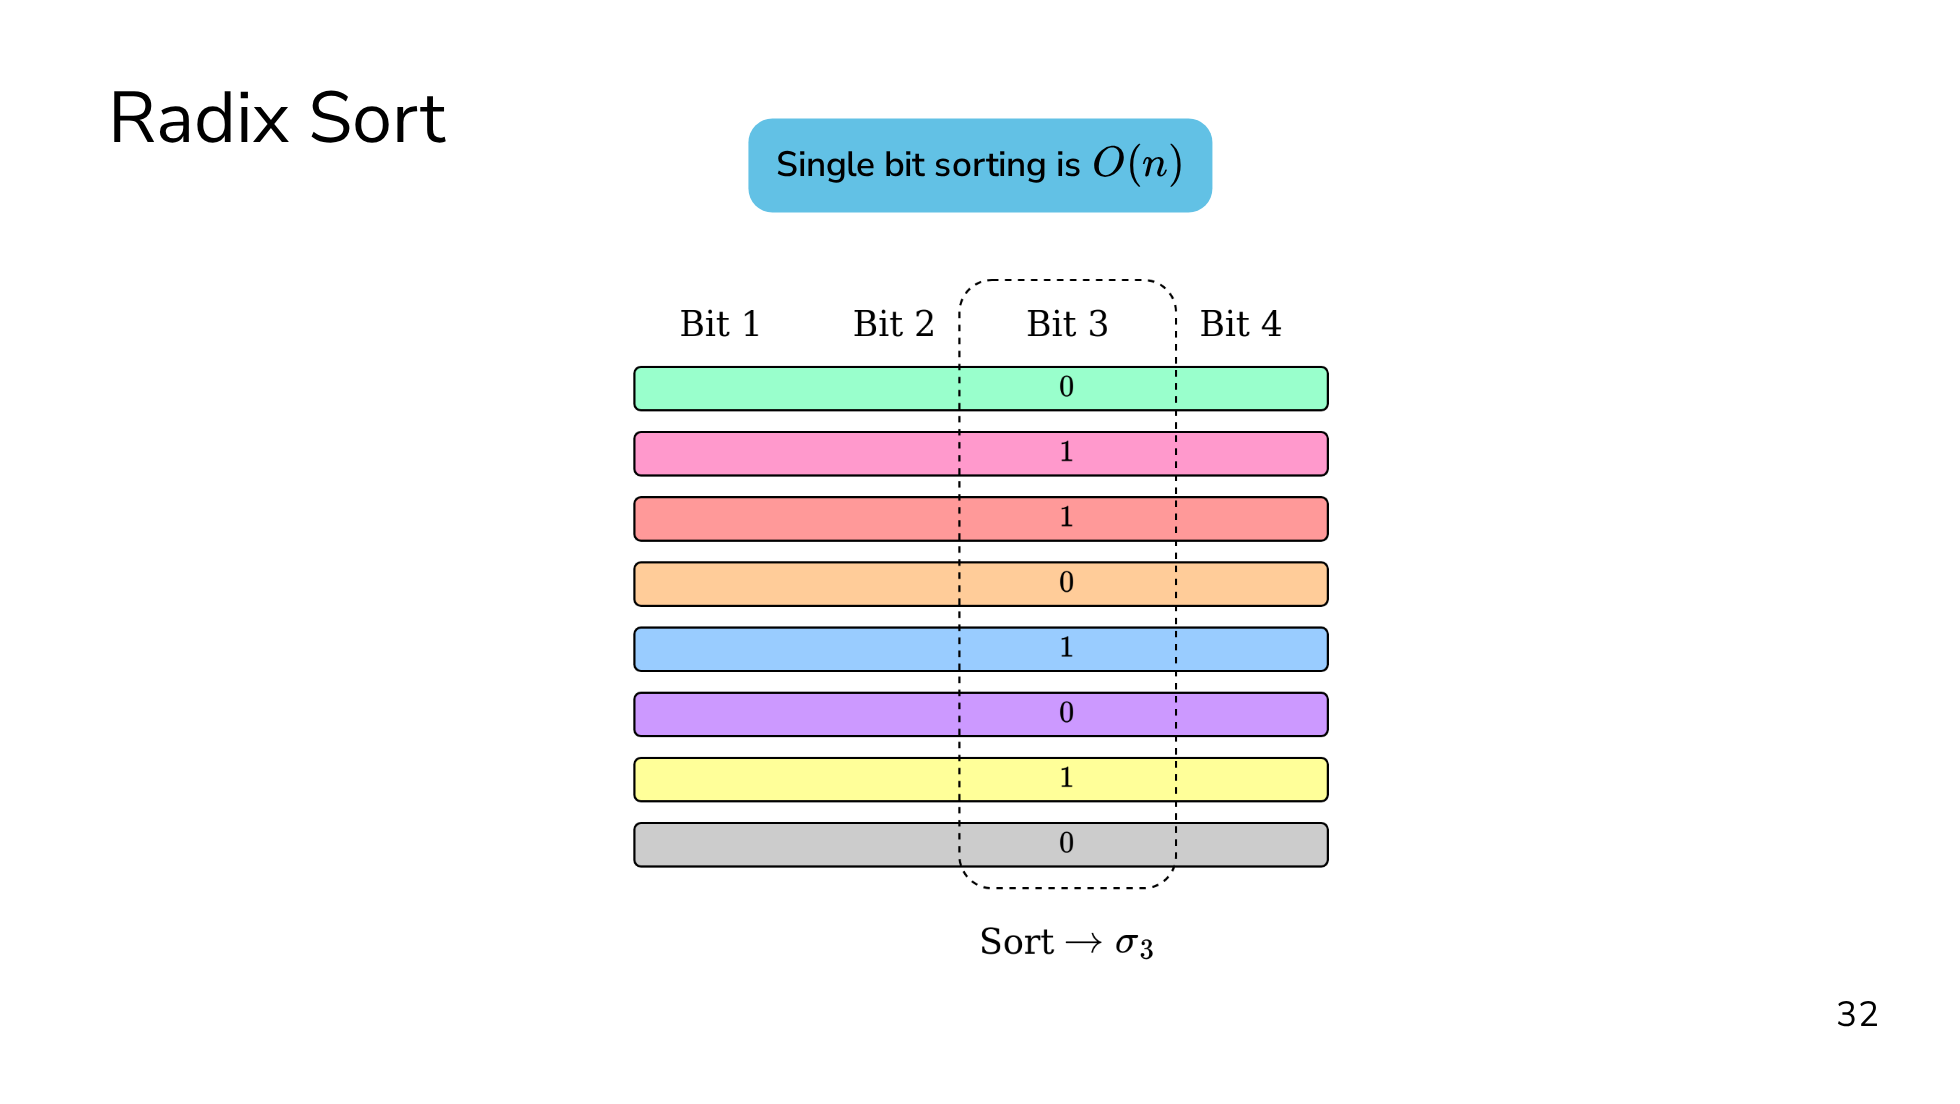 Radix Sort
Single bit sorting is O(n)
Bit 1 Bit 2 Bit 3 Bit 4
0
1
1
0
1
0
1
0
Sort → σ₃
32